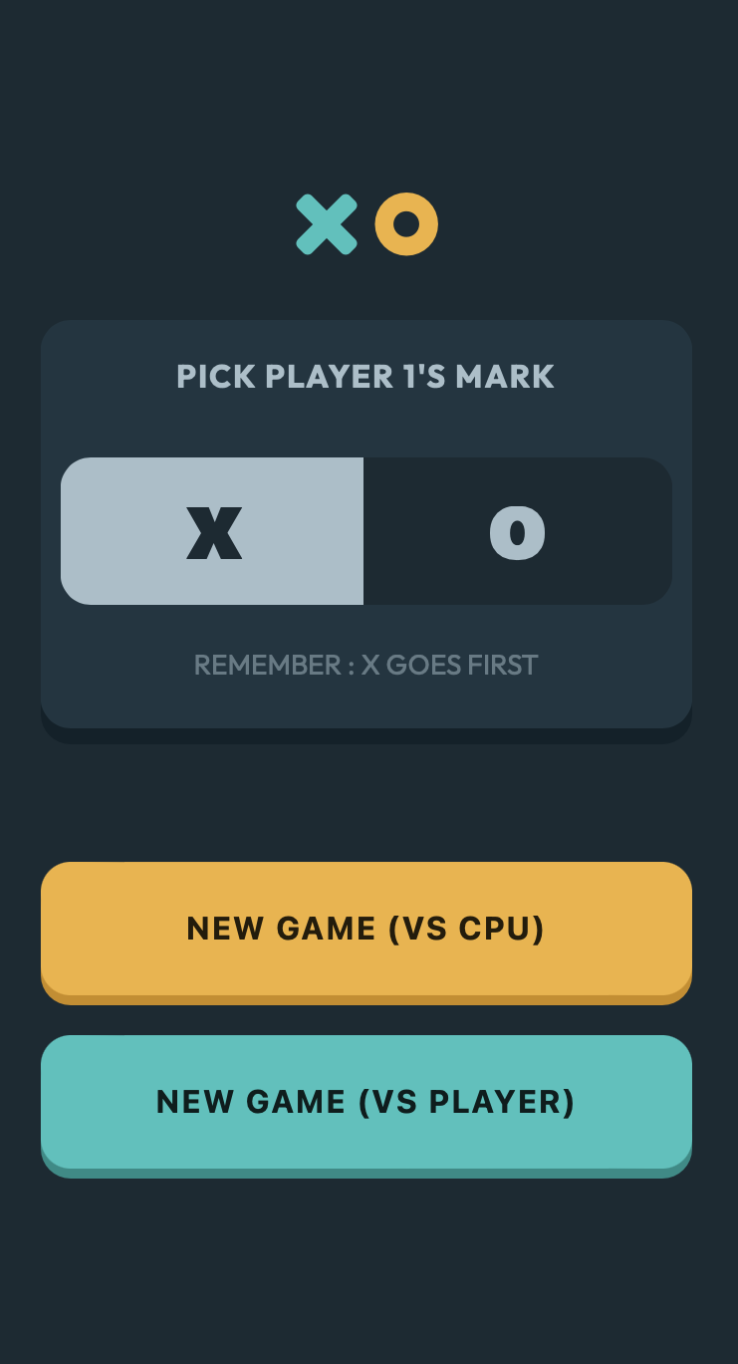 XO
PICK PLAYER 1'S MARK
X O
REMEMBER : X GOES FIRST
NEW GAME (VS CPU)
NEW GAME (VS PLAYER)